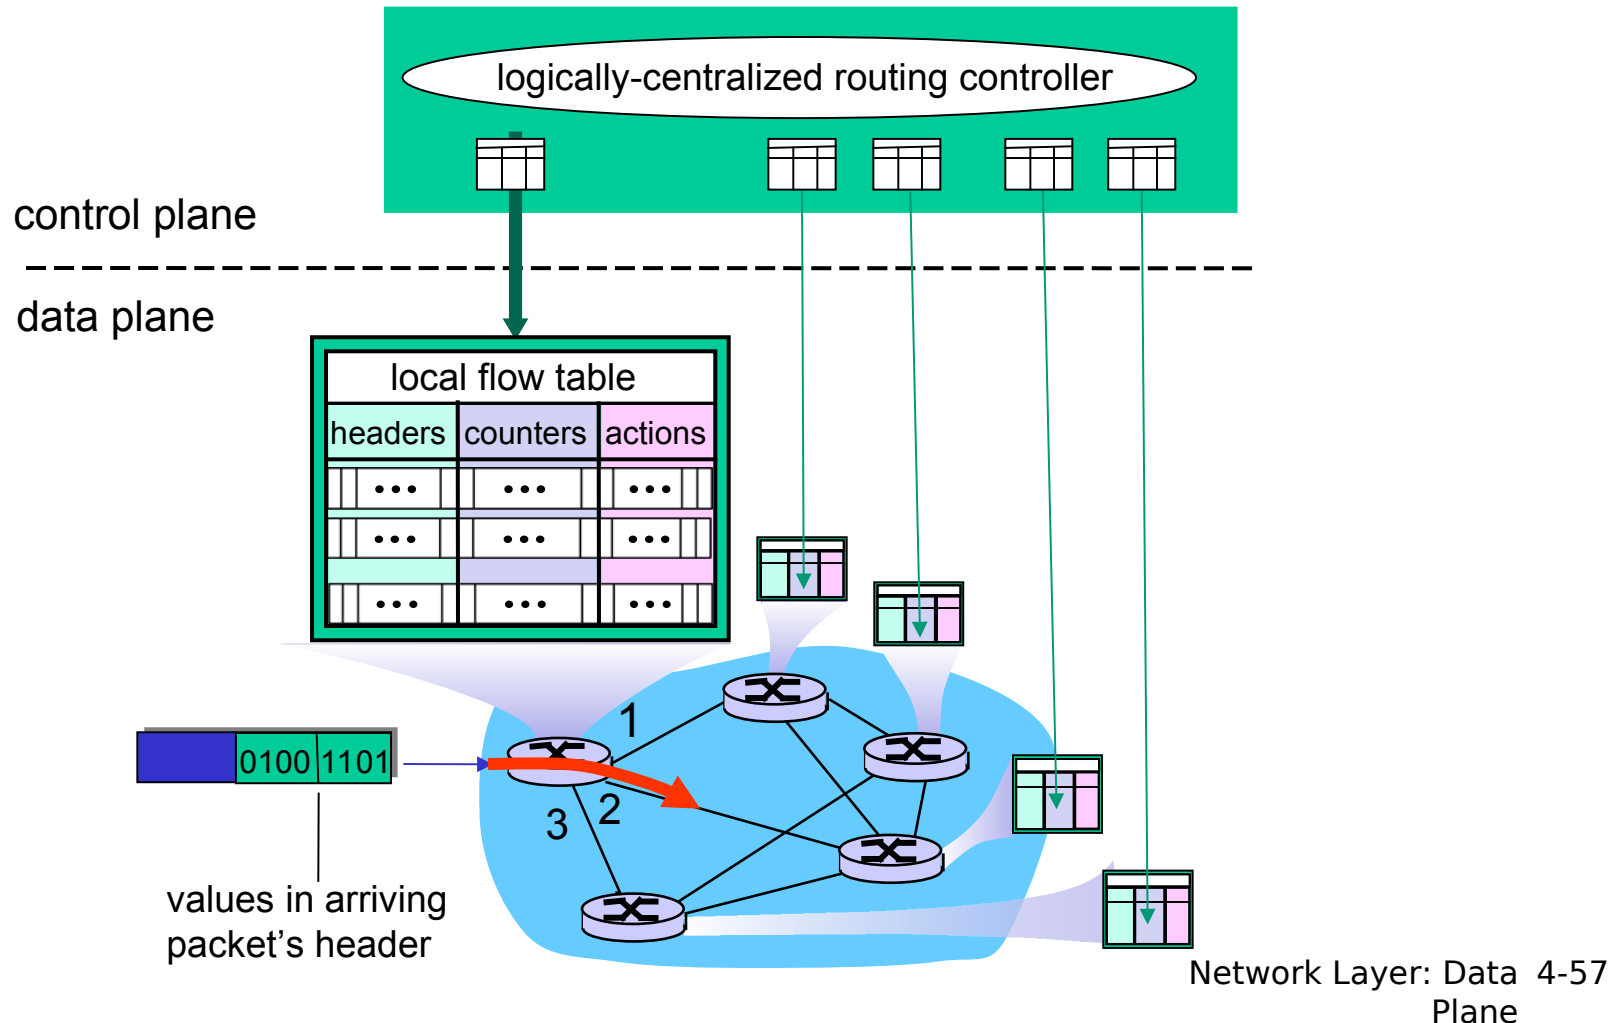 logically-centralized routing controller
control plane
data plane
local flow table
headers counters actions
1
2
3
0100 1101
values in arriving
packet's header
Network Layer: Data 4-57
Plane